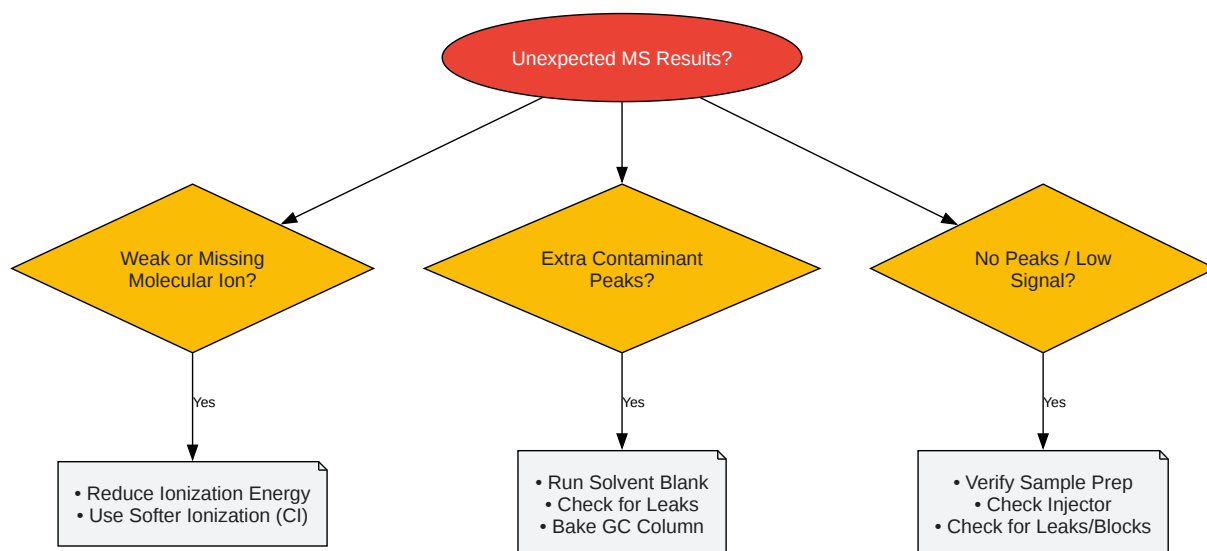 Unexpected MS Results?
Weak or Missing
Molecular Ion?
Extra Contaminant
Peaks?
No Peaks / Low
Signal?
Yes
Yes
Yes
• Reduce Ionization Energy
• Use Softer Ionization (CI)
• Run Solvent Blank
• Check for Leaks
• Bake GC Column
• Verify Sample Prep
• Check Injector
• Check for Leaks/Blocks